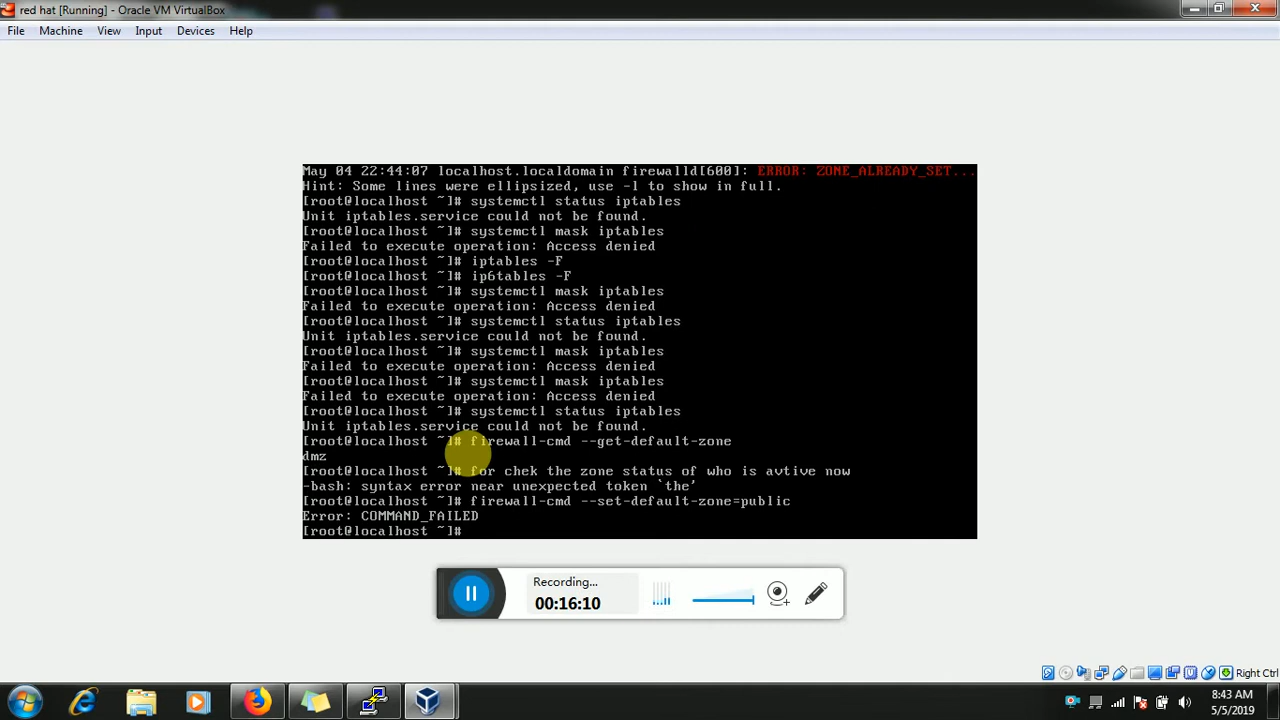 red hat [Running] - Oracle VM VirtualBox
File Machine View Input Devices Help
May 04 22:44:07 localhost.localdomain firewalld[600]: ERROR: ZONE_ALREADY_SET...
Hint: Some lines were ellipsized, use -l to show in full.
[root@localhost ~]# systemctl status iptables
Unit iptables.service could not be found.
[root@localhost ~]# systemctl mask iptables
Failed to execute operation: Access denied
[root@localhost ~]# iptables -F
[root@localhost ~]# ip6tables -F
[root@localhost ~]# systemctl mask iptables
Failed to execute operation: Access denied
[root@localhost ~]# systemctl status iptables
Unit iptables.service could not be found.
[root@localhost ~]# systemctl mask iptables
Failed to execute operation: Access denied
[root@localhost ~]# systemctl mask iptables
Failed to execute operation: Access denied
[root@localhost ~]# systemctl status iptables
Unit iptables.service could not be found.
[root@localhost ~]# firewall-cmd --get-default-zone
dmz
[root@localhost ~]# for chek the zone status of who is avtive now
-bash: syntax error near unexpected token `the'
[root@localhost ~]# firewall-cmd --set-default-zone=public
Error: COMMAND_FAILED
[root@localhost ~]#
Recording...
00:16:10
Right Ctrl
8:43 AM
5/5/2019